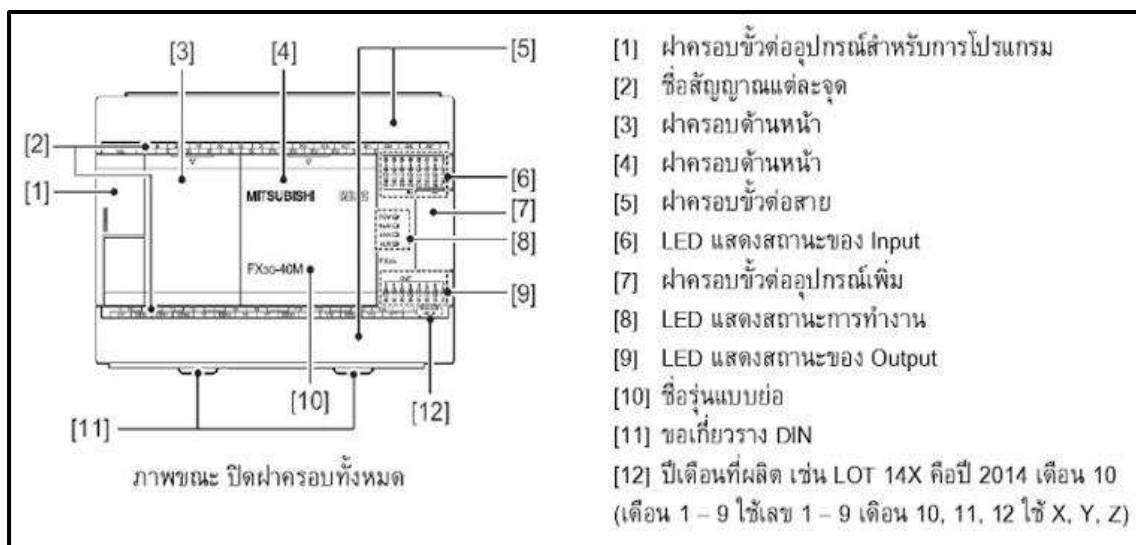 [3]
[4]
[5]
[2]
[1]
MITSUBISHI
[6]
[7]
[8]
FX3G-40M
[9]
[10]
[12]
[11]
ภาพขณะ ปิดฝาครอบทั้งหมด
[1] ฝาครอบขั้วต่ออุปกรณ์สำหรับการโปรแกรม
[2] ชื่อสัญญาณแต่ละจุด
[3] ฝาครอบด้านหน้า
[4] ฝาครอบด้านหน้า
[5] ฝาครอบขั้วต่อสาย
[6] LED แสดงสถานะของ Input
[7] ฝาครอบขั้วต่ออุปกรณ์เพิ่ม
[8] LED แสดงสถานะการทำงาน
[9] LED แสดงสถานะของ Output
[10] ชื่อรุ่นแบบย่อ
[11] ขอเกี่ยวราง DIN
[12] ปีเดือนที่ผลิต เช่น LOT 14X คือปี 2014 เดือน 10
(เดือน 1 – 9 ใช้เลข 1 – 9 เดือน 10, 11, 12 ใช้ X, Y, Z)